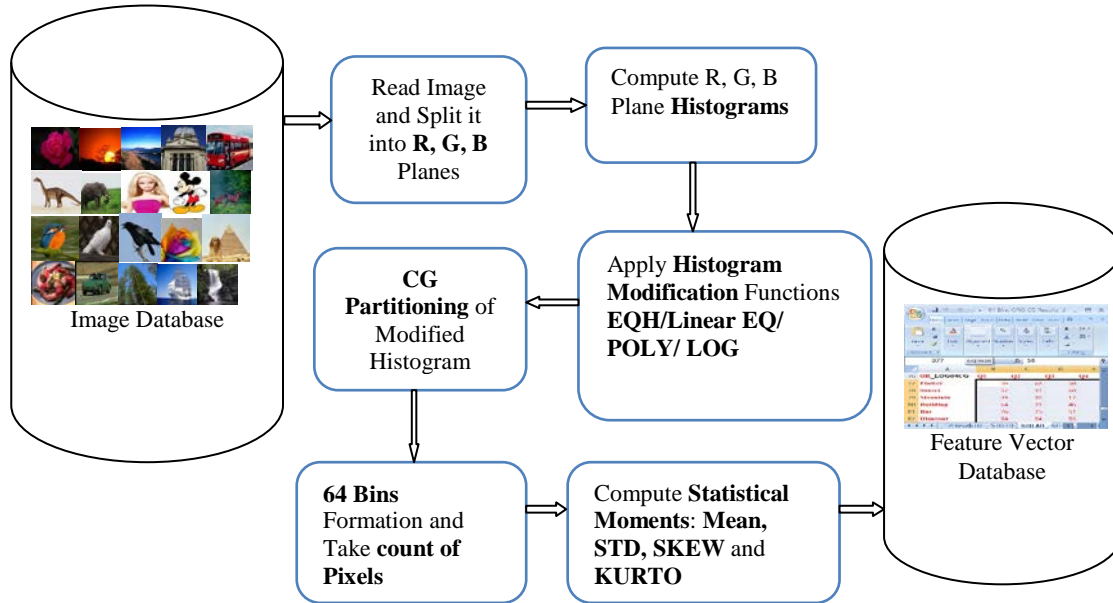 Image Database
Read Image
and Split it
into R, G, B
Planes
Compute R, G, B
Plane Histograms
Apply Histogram
Modification Functions
EQH/Linear EQ/
POLY/ LOG
CG
Partitioning of
Modified
Histogram
64 Bins
Formation and
Take count of
Pixels
Compute Statistical
Moments: Mean,
STD, SKEW and
KURTO
Feature Vector
Database